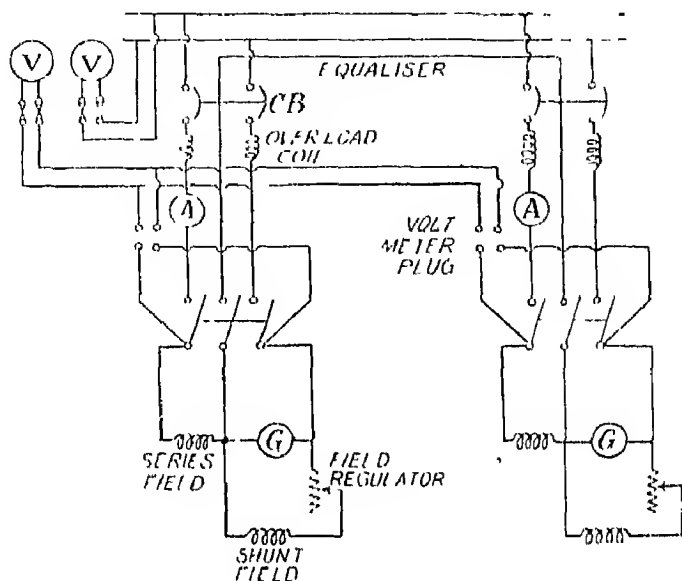 V
V
EQUALISER
CB
OVERLOAD
COIL
A
A
VOLT
METER
PLUG
G
G
SERIES
FIELD
FIELD
REGULATOR
SHUNT
FIELD